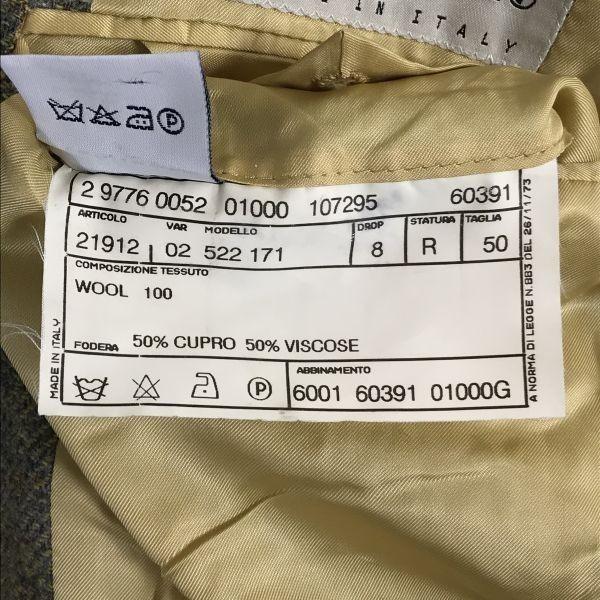 IN ITALY
P
2 9776 0052 01000 107295 60391
ARTICOLO VAR MODELLO DROP STATURA TAGLIA
21912 02 522 171 8 R 50
COMPOSIZIONE TESSUTO
WOOL 100
FODERA 50% CUPRO 50% VISCOSE
P
ABBINAMENTO
6001 60391 01000G
MADE IN ITALY
A NORMA DI LEGGE N.883 DEL 26/11/73